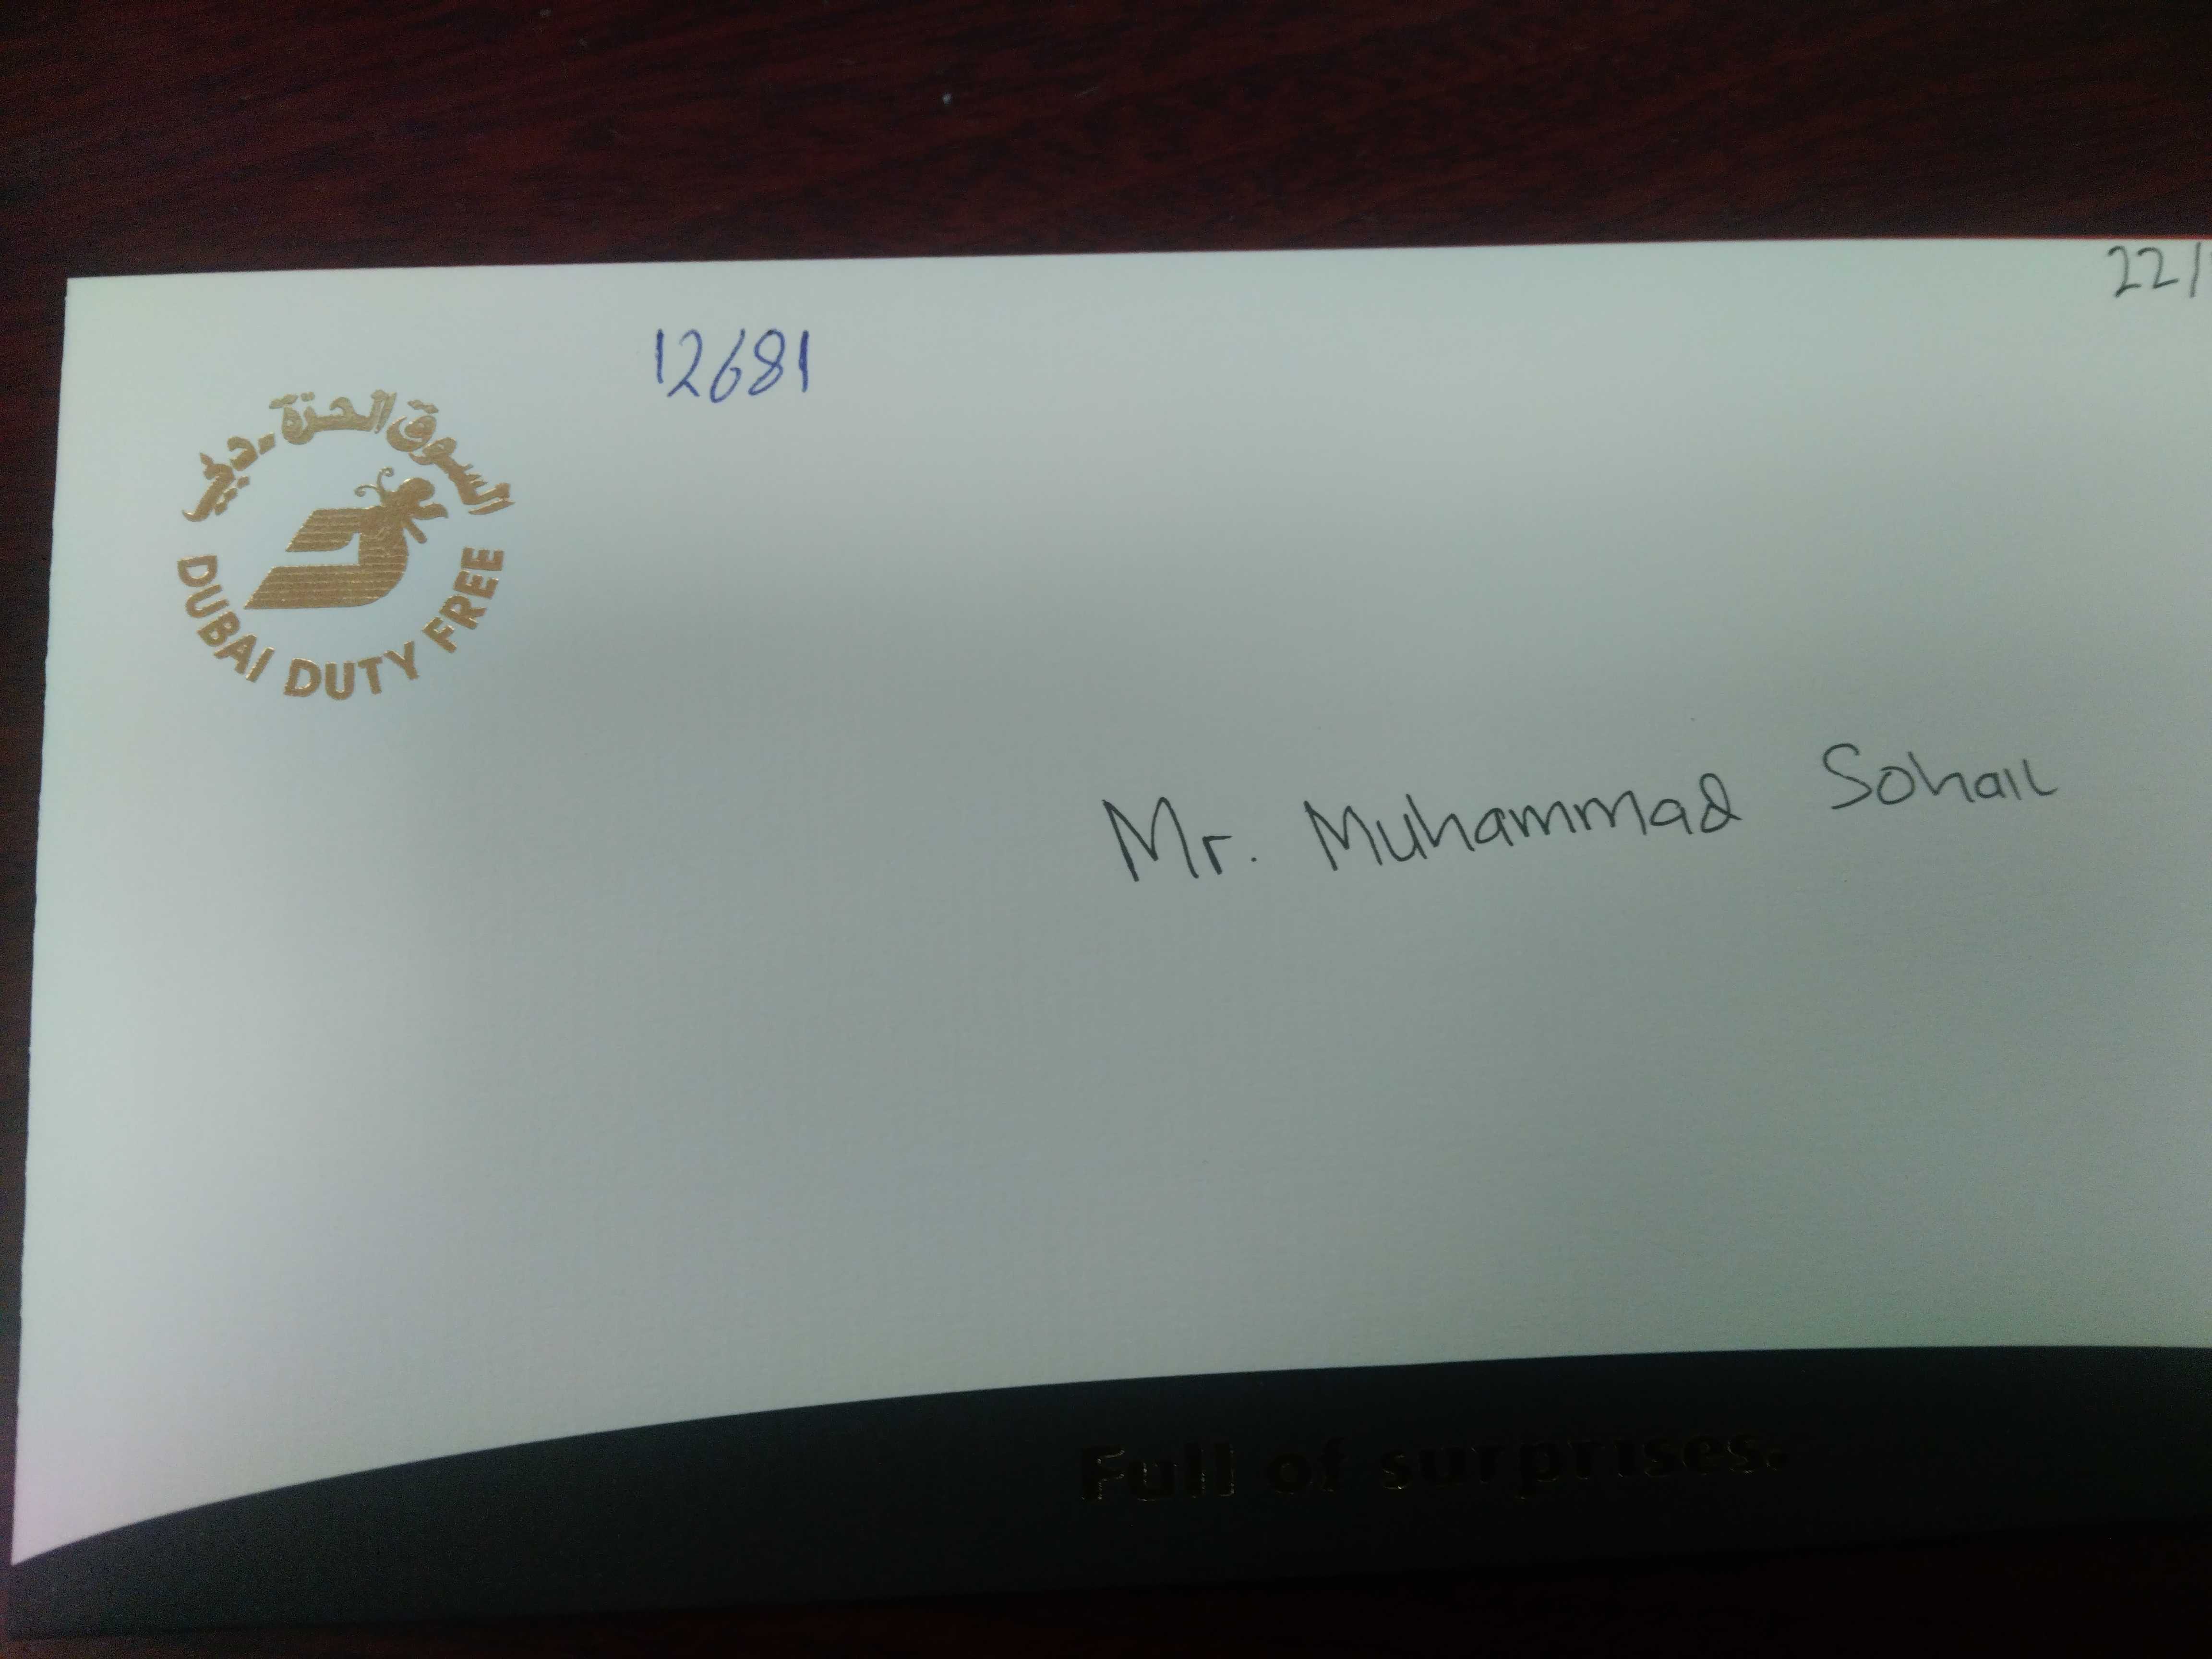 22/
12681
السوق الحرة - دبي
DUBAI DUTY FREE
Mr. Muhammad Sohail
Full of surprises.